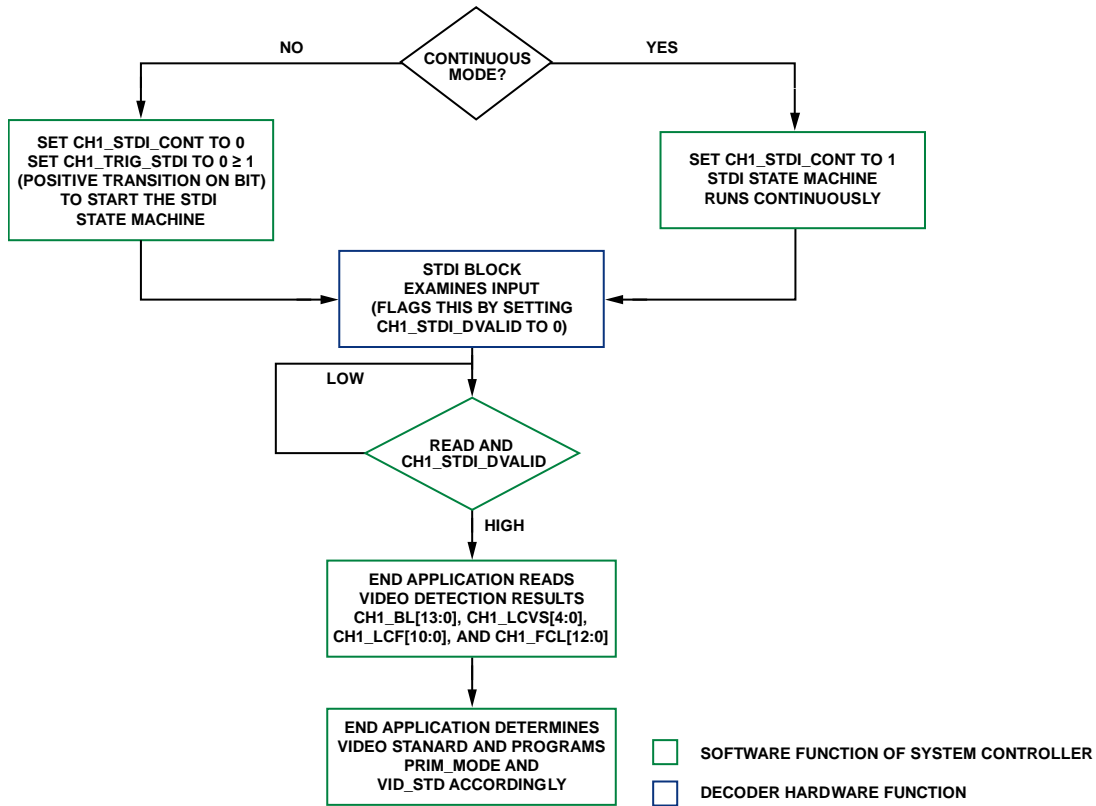 CONTINUOUS
MODE?
NO
YES
SET CH1_STDI_CONT TO 0
SET CH1_TRIG_STDI TO 0 ≥ 1
(POSITIVE TRANSITION ON BIT)
TO START THE STDI
STATE MACHINE
SET CH1_STDI_CONT TO 1
STDI STATE MACHINE
RUNS CONTINUOUSLY
STDI BLOCK
EXAMINES INPUT
(FLAGS THIS BY SETTING
CH1_STDI_DVALID TO 0)
LOW
READ AND
CH1_STDI_DVALID
HIGH
END APPLICATION READS
VIDEO DETECTION RESULTS
CH1_BL[13:0], CH1_LCVS[4:0],
CH1_LCF[10:0], AND CH1_FCL[12:0]
END APPLICATION DETERMINES
VIDEO STANARD AND PROGRAMS
PRIM_MODE AND
VID_STD ACCORDINGLY
SOFTWARE FUNCTION OF SYSTEM CONTROLLER
DECODER HARDWARE FUNCTION